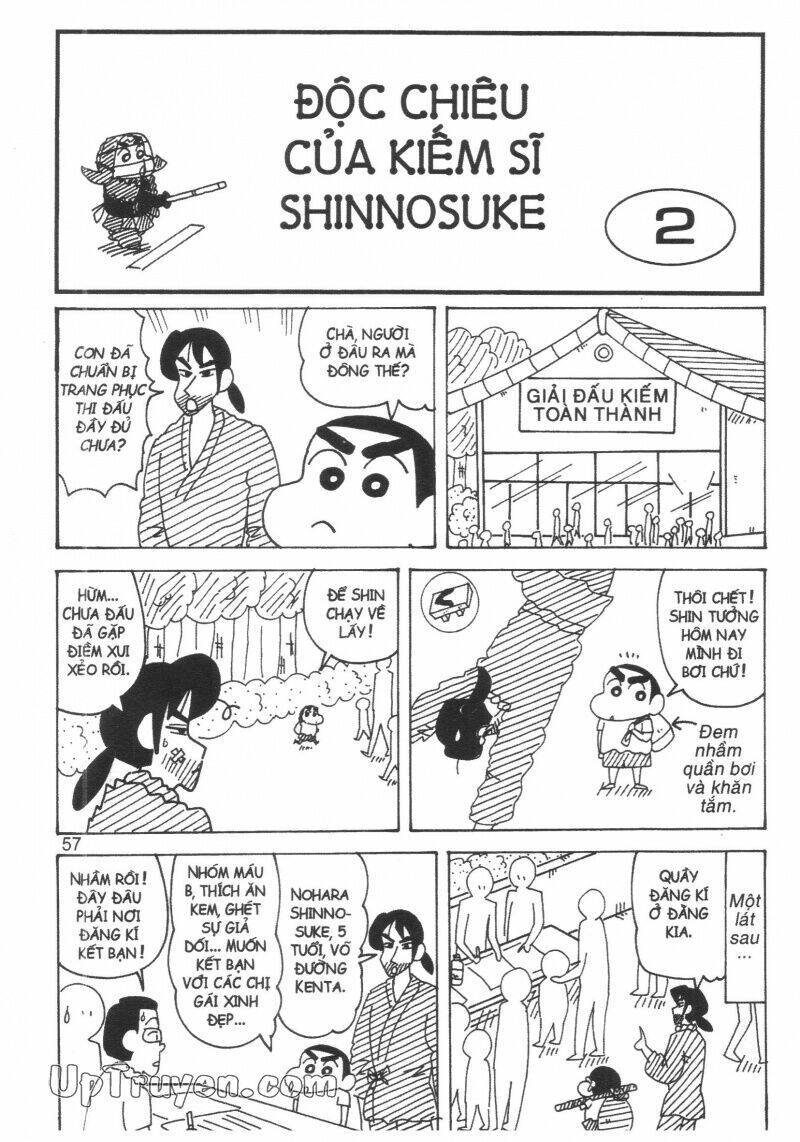 ĐỘC CHIÊU
CỦA KIẾM SĨ
SHINNOSUKE
2
GIẢI ĐẤU KIẾM
TOÀN THÀNH
CHÀ, NGƯỜI
Ở ĐÂU RA MÀ
ĐÔNG THẾ?
CON ĐÃ
CHUẨN BỊ
TRANG PHỤC
THI ĐẤU
ĐẦY ĐỦ
CHƯA?
THÔI CHẾT!
SHIN TƯỞNG
HÔM NAY
MÌNH ĐI
BƠI CHỨ!
Đem
nhầm
quần bơi
và khăn
tắm.
ĐỂ SHIN
CHẠY VỀ
LẤY!
HỪM...
CHƯA ĐẤU
ĐÃ GẶP
ĐIỀM XUI
XẺO RỒI.
57
Một
lát
sau
...
QUẦY
ĐĂNG KÍ
Ở ĐĂNG
KIA.
NOHARA
SHINNO-
SUKE, 5
TUỔI, VÕ
ĐƯỜNG
KENTA.
NHÓM MÁU
B, THÍCH ĂN
KEM, GHÉT
SỰ GIẢ
DỐI... MUỐN
KẾT BẠN
VỚI CÁC CHỊ
GÁI XINH
ĐẸP...
NHẦM RỒI!
ĐÂY ĐÂU
PHẢI NƠI
ĐĂNG KÍ
KẾT BẠN!
UpTruyen.com